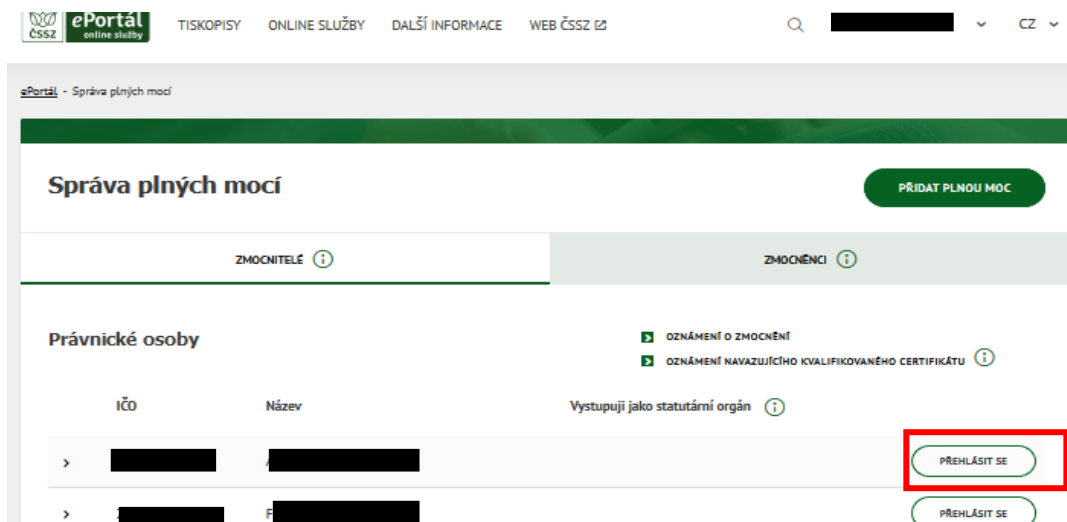 ČSSZ ePortál online služby TISKOPISY ONLINE SLUŽBY DALŠÍ INFORMACE WEB ČSSZ CZ
ePortál - Správa plných mocí
Správa plných mocí PŘIDAT PLNOU MOC
ZMOCNITELÉ ZMOCNĚNCI
Právnické osoby
OZNÁMENÍ O ZMOCNĚNÍ
OZNÁMENÍ NAVAZUJÍCÍHO KVALIFIKOVANÉHO CERTIFIKÁTU
IČO Název Vystupuji jako statutární orgán
PŘEHLÁSIT SE
PŘEHLÁSIT SE